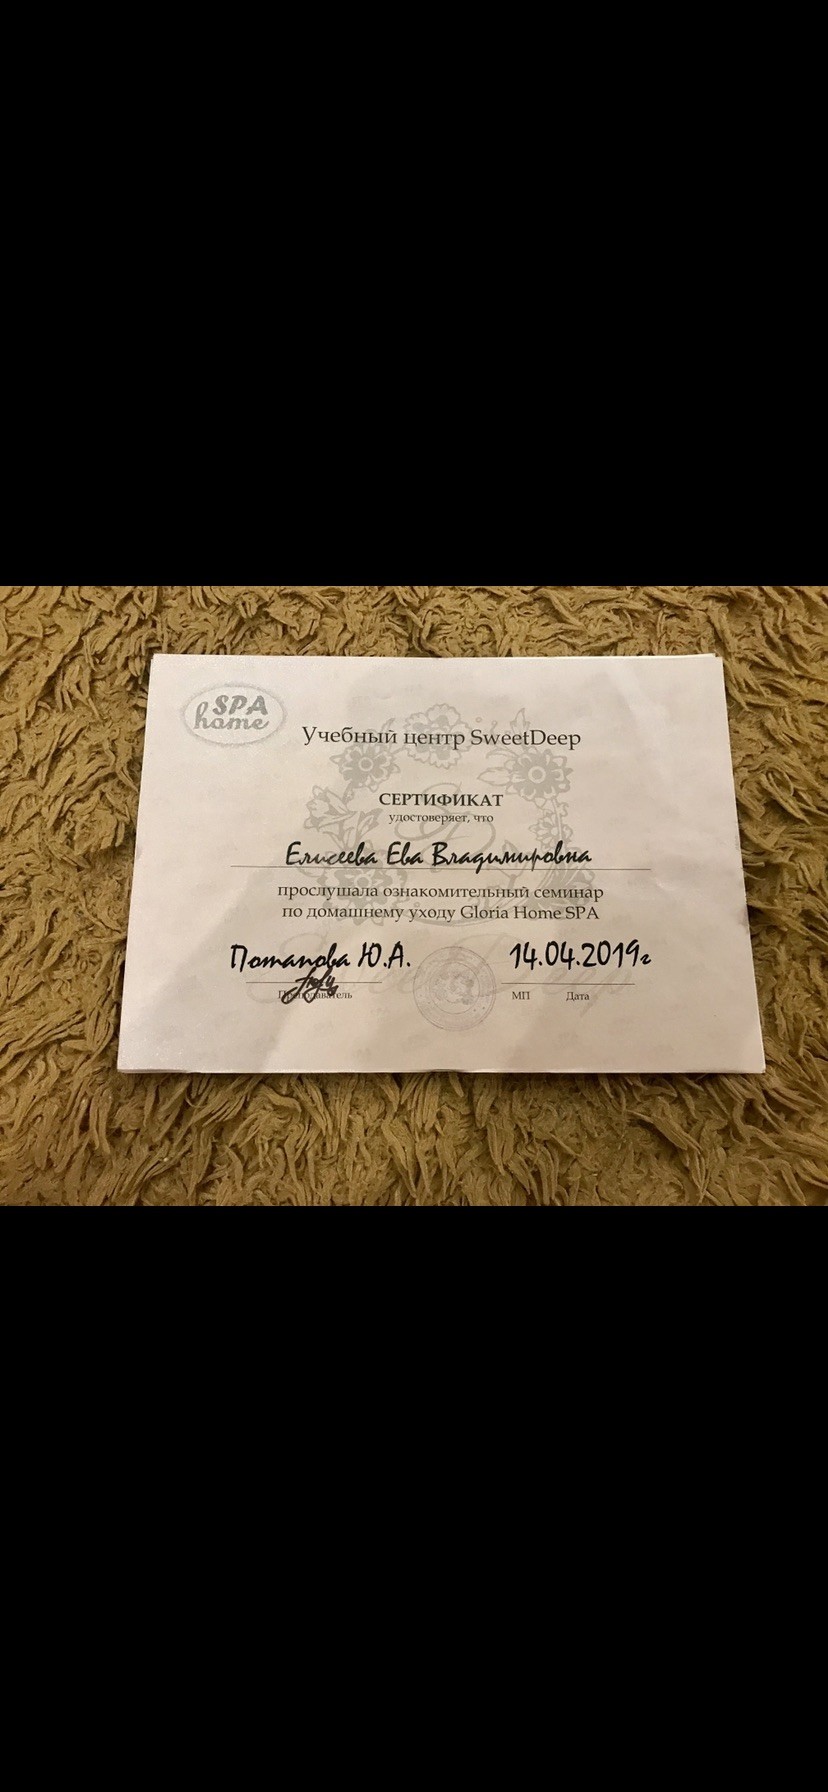 SPA
home
Учебный центр SweetDeep
СЕРТИФИКАТ
удостоверяет, что
Елисеева Ева Владимировна
прослушала ознакомительный семинар
по домашнему уходу Gloria Home SPA
Потапова Ю.А. 14.04.2019г
Преподаватель МП Дата